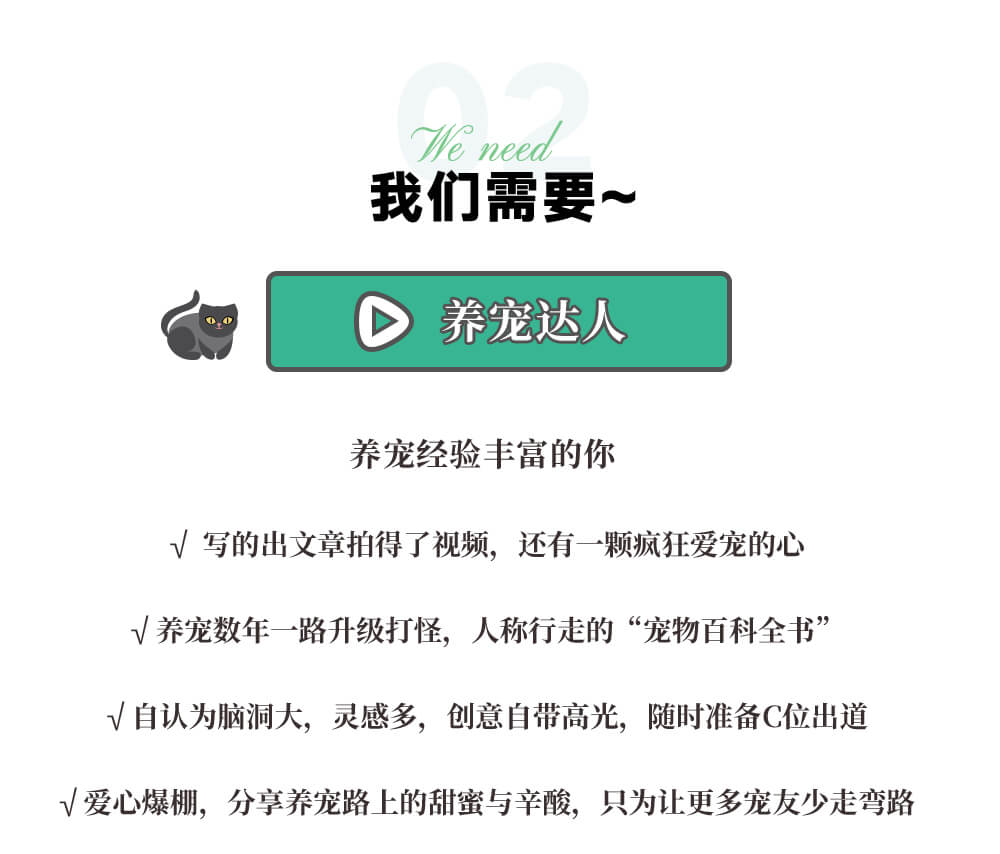 02
We need
我们需要~
养宠达人
养宠经验丰富的你
√ 写的出文章拍得了视频，还有一颗疯狂爱宠的心
√ 养宠数年一路升级打怪，人称行走的“宠物百科全书”
√ 自认为脑洞大，灵感多，创意自带高光，随时准备C位出道
√ 爱心爆棚，分享养宠路上的甜蜜与辛酸，只为让更多宠友少走弯路